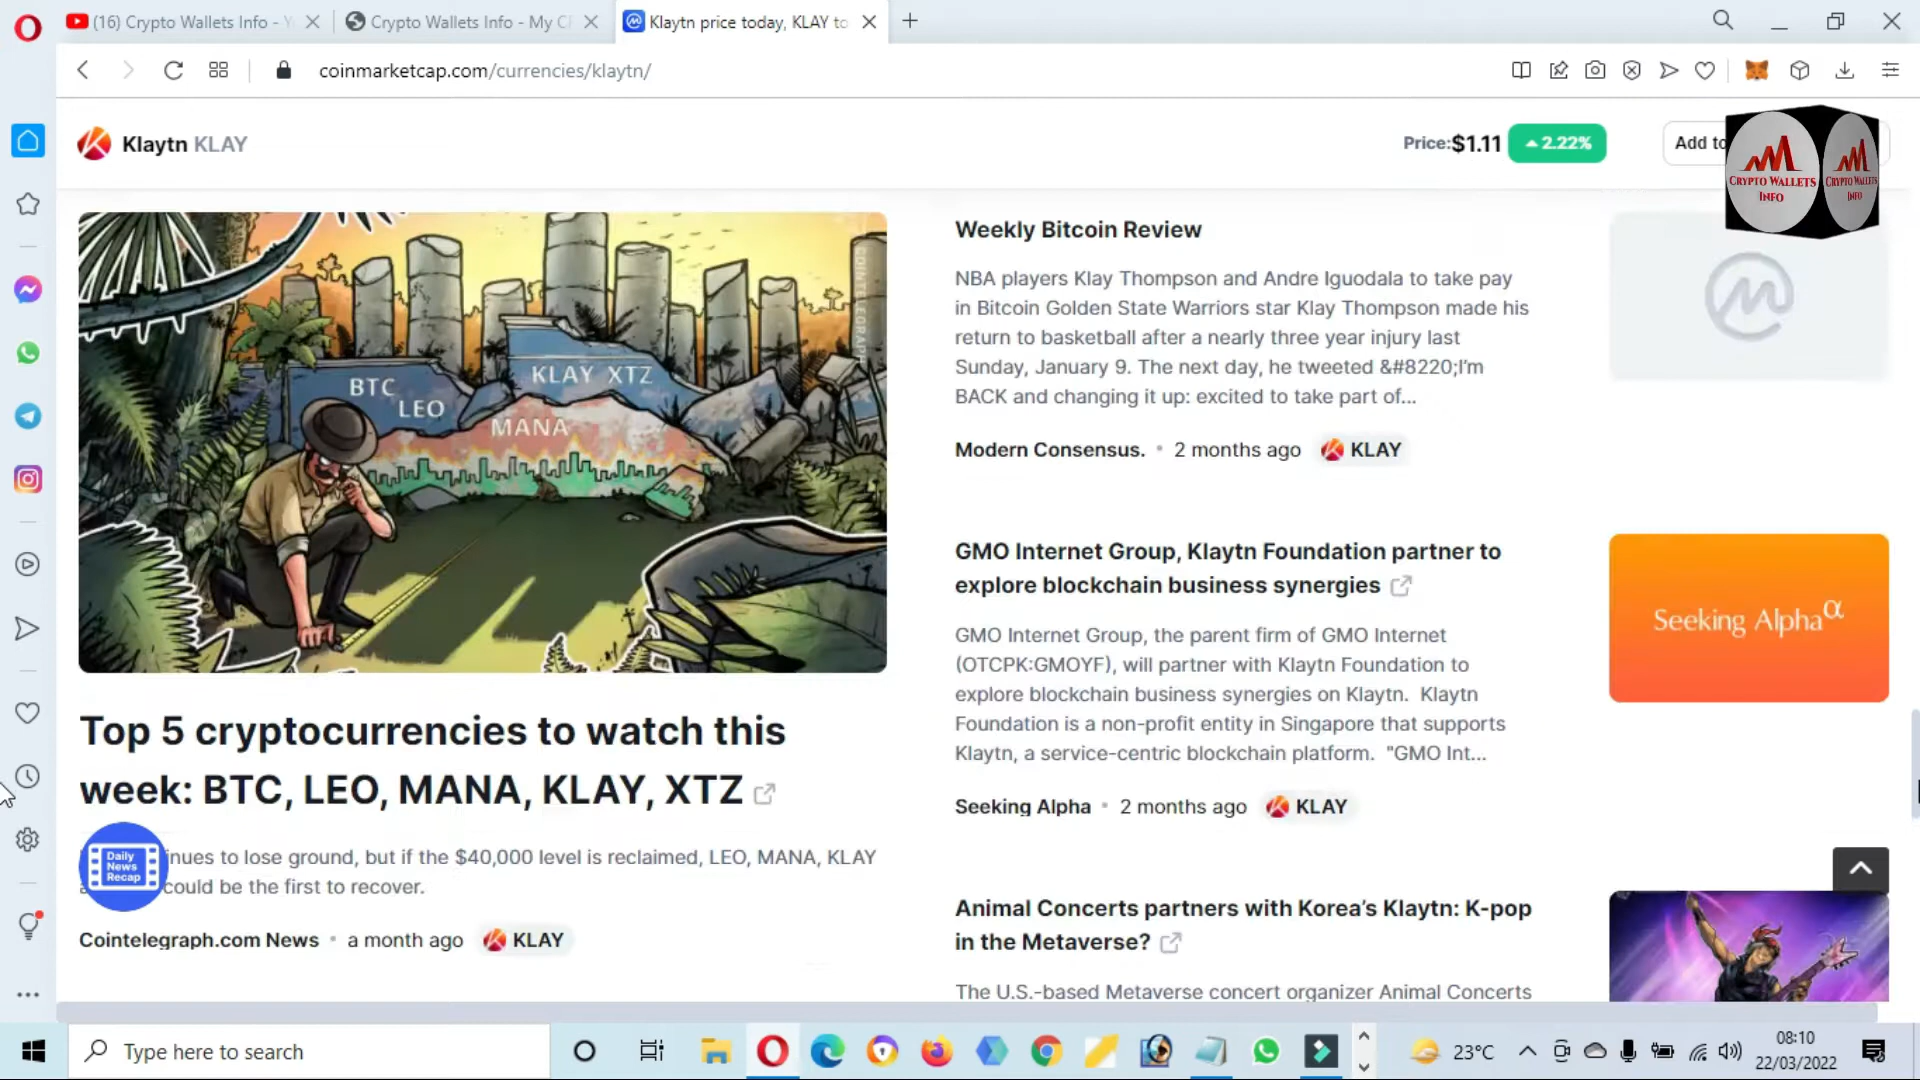 (16) Crypto Wallets Info - Y
Crypto Wallets Info - My C
Klaytn price today, KLAY to
coinmarketcap.com/currencies/klaytn/
Klaytn KLAY
Price:$1.11
2.22%
Add to
CRYPTO WALLETS
INFO
CRYPTO WALLETS
INFO
COINTELEGRAPH
BTC
LEO
KLAY XTZ
MANA
Top 5 cryptocurrencies to watch this
week: BTC, LEO, MANA, KLAY, XTZ
Daily
News
Recap
inues to lose ground, but if the $40,000 level is reclaimed, LEO, MANA, KLAY
could be the first to recover.
Cointelegraph.com News • a month ago KLAY
Weekly Bitcoin Review
NBA players Klay Thompson and Andre Iguodala to take pay
in Bitcoin Golden State Warriors star Klay Thompson made his
return to basketball after a nearly three year injury last
Sunday, January 9. The next day, he tweeted &#8220;I'm
BACK and changing it up: excited to take part of...
Modern Consensus. • 2 months ago KLAY
GMO Internet Group, Klaytn Foundation partner to
explore blockchain business synergies
GMO Internet Group, the parent firm of GMO Internet
(OTCPK:GMOYF), will partner with Klaytn Foundation to
explore blockchain business synergies on Klaytn. Klaytn
Foundation is a non-profit entity in Singapore that supports
Klaytn, a service-centric blockchain platform. "GMO Int...
Seeking Alpha • 2 months ago KLAY
Seeking Alpha α
Animal Concerts partners with Korea's Klaytn: K-pop
in the Metaverse?
The U.S.-based Metaverse concert organizer Animal Concerts
Type here to search
23°C
08:10
22/03/2022